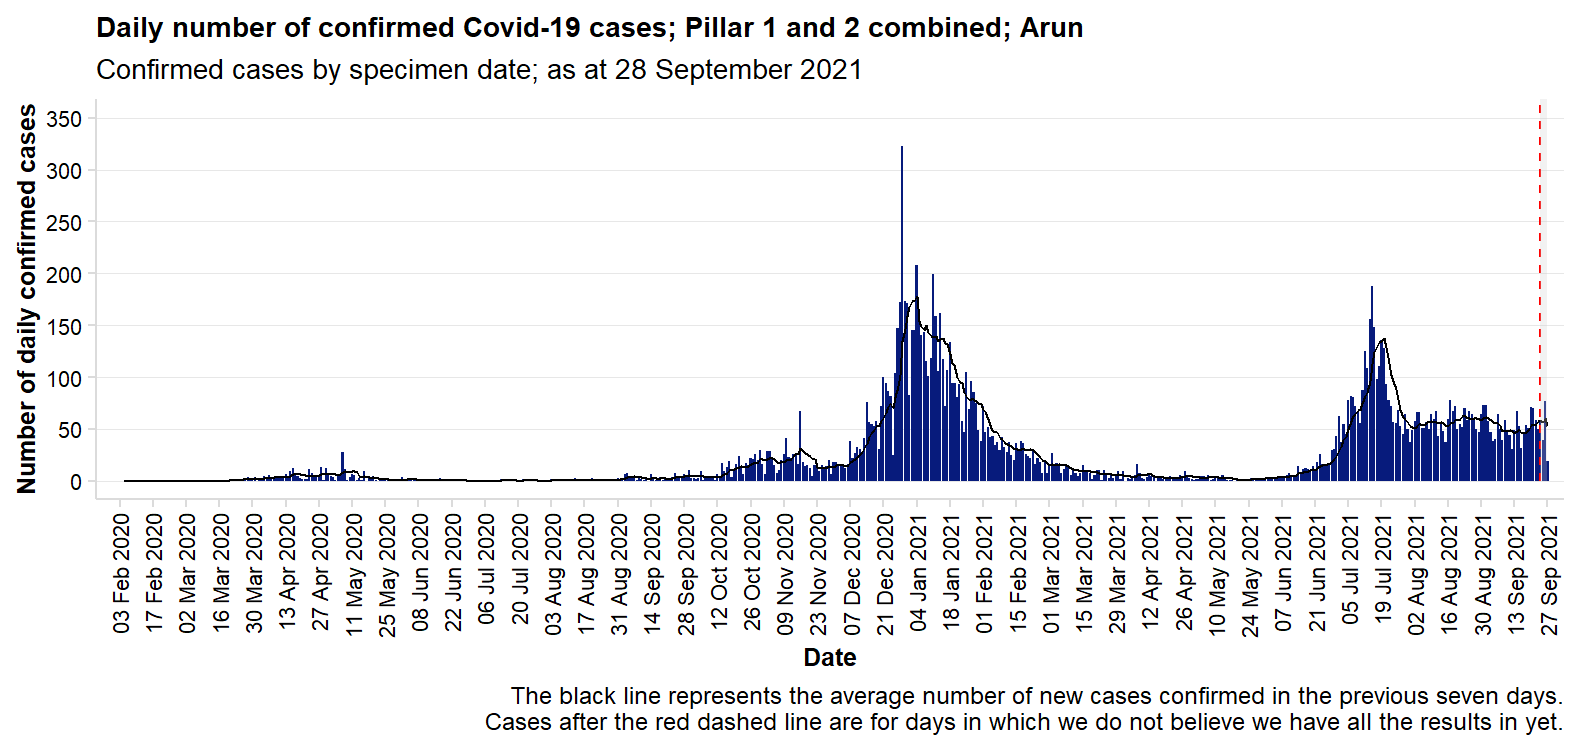 Daily number of confirmed Covid-19 cases; Pillar 1 and 2 combined; Arun
Confirmed cases by specimen date; as at 28 September 2021
Number of daily confirmed cases
350
300
250
200
150
100
50
0
03 Feb 2020
17 Feb 2020
02 Mar 2020
16 Mar 2020
30 Mar 2020
13 Apr 2020
27 Apr 2020
11 May 2020
25 May 2020
08 Jun 2020
22 Jun 2020
06 Jul 2020
20 Jul 2020
03 Aug 2020
17 Aug 2020
31 Aug 2020
14 Sep 2020
28 Sep 2020
12 Oct 2020
26 Oct 2020
09 Nov 2020
23 Nov 2020
07 Dec 2020
21 Dec 2020
04 Jan 2021
18 Jan 2021
01 Feb 2021
15 Feb 2021
01 Mar 2021
15 Mar 2021
29 Mar 2021
12 Apr 2021
26 Apr 2021
10 May 2021
24 May 2021
07 Jun 2021
21 Jun 2021
05 Jul 2021
19 Jul 2021
02 Aug 2021
16 Aug 2021
30 Aug 2021
13 Sep 2021
27 Sep 2021
Date
The black line represents the average number of new cases confirmed in the previous seven days.
Cases after the red dashed line are for days in which we do not believe we have all the results in yet.